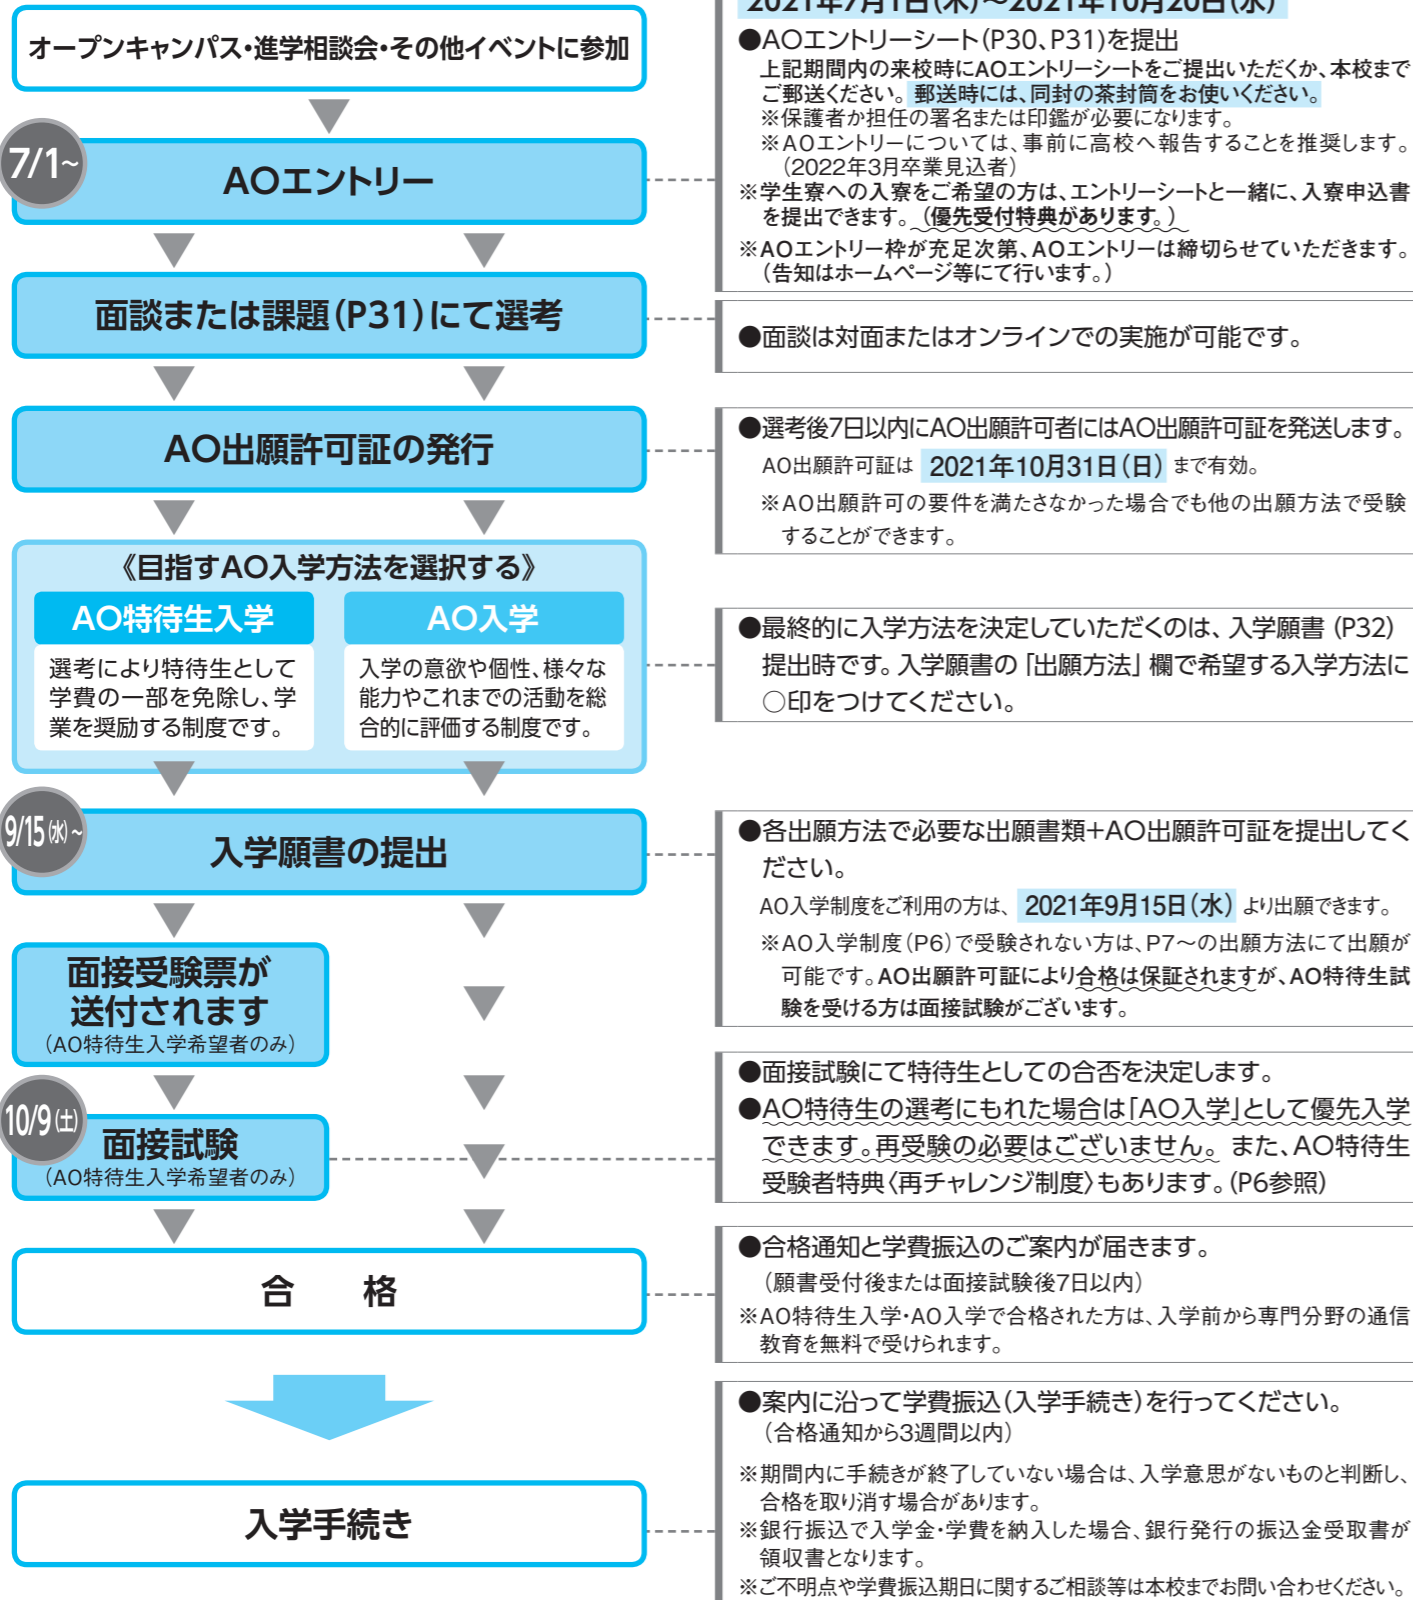 2021年7月1日(木)～2021年10月20日(水)
オープンキャンパス・進学相談会・その他イベントに参加
●AOエントリーシート(P30、P31)を提出
上記期間内の来校時にAOエントリーシートをご提出いただくか、本校まで
ご郵送ください。郵送時には、同封の茶封筒をお使いください。
※保護者か担任の署名または印鑑が必要になります。
※AOエントリーについては、事前に高校へ報告することを推奨します。
（2022年3月卒業見込者）
※学生寮への入寮をご希望の方は、エントリーシートと一緒に、入寮申込書
を提出できます。（優先受付特典があります。）
※AOエントリー枠が充足次第、AOエントリーは締切らせていただきます。
（告知はホームページ等にて行います。）
7/1～
AOエントリー
面談または課題(P31)にて選考
●面談は対面またはオンラインでの実施が可能です。
AO出願許可証の発行
●選考後7日以内にAO出願許可者にはAO出願許可証を発送します。
AO出願許可証は 2021年10月31日(日) まで有効。
※AO出願許可の要件を満たさなかった場合でも他の出願方法で受験
することができます。
《目指すAO入学方法を選択する》
AO特待生入学
選考により特待生として
学費の一部を免除し、学
業を奨励する制度です。
AO入学
入学の意欲や個性、様々な
能力やこれまでの活動を総
合的に評価する制度です。
●最終的に入学方法を決定していただくのは、入学願書（P32）
提出時です。入学願書の「出願方法」欄で希望する入学方法に
○印をつけてください。
9/15(水)～
入学願書の提出
●各出願方法で必要な出願書類+AO出願許可証を提出してく
ださい。
AO入学制度をご利用の方は、 2021年9月15日(水) より出願できます。
※AO入学制度(P6)で受験されない方は、P7～の出願方法にて出願が
可能です。AO出願許可証により合格は保証されますが、AO特待生試
験を受ける方は面接試験がございます。
面接受験票が
送付されます
（AO特待生入学希望者のみ）
10/9(土)
面接試験
（AO特待生入学希望者のみ）
●面接試験にて特待生としての合否を決定します。
●AO特待生の選考にもれた場合は「AO入学」として優先入学
できます。再受験の必要はございません。また、AO特待生
受験者特典〈再チャレンジ制度〉もあります。(P6参照)
合　格
●合格通知と学費振込のご案内が届きます。
（願書受付後または面接試験後7日以内）
※AO特待生入学・AO入学で合格された方は、入学前から専門分野の通信
教育を無料で受けられます。
入学手続き
●案内に沿って学費振込(入学手続き)を行ってください。
（合格通知から3週間以内）
※期間内に手続きが終了していない場合は、入学意思がないものと判断し、
合格を取り消す場合があります。
※銀行振込で入学金・学費を納入した場合、銀行発行の振込金受取書が
領収書となります。
※ご不明点や学費振込期日に関するご相談等は本校までお問い合わせください。